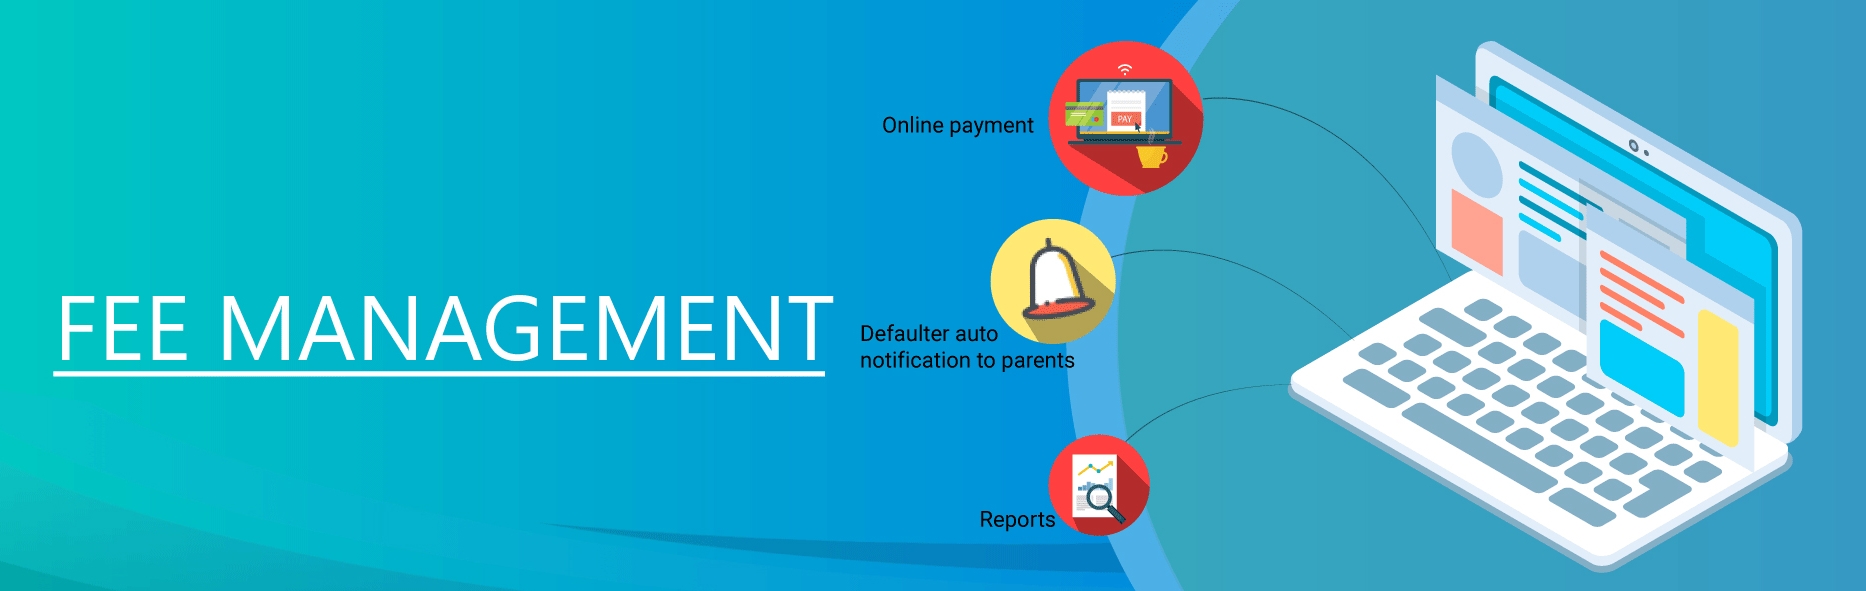 FEE MANAGEMENT
Online payment
PAY
Defaulter auto
notification to parents
Reports